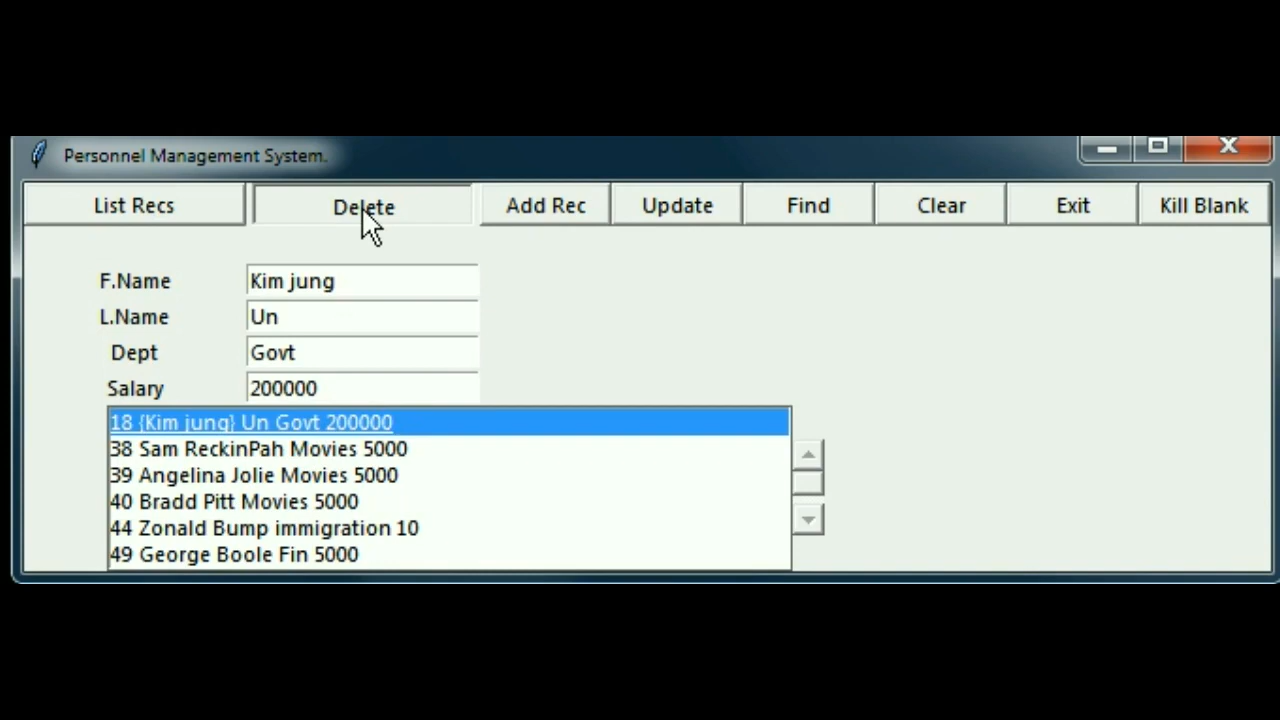 Personnel Management System.
List Recs Delete Add Rec Update Find Clear Exit Kill Blank
F.Name Kim jung
L.Name Un
Dept Govt
Salary 200000
18 {Kim jung} Un Govt 200000
38 Sam ReckinPah Movies 5000
39 Angelina Jolie Movies 5000
40 Bradd Pitt Movies 5000
44 Zonald Bump immigration 10
49 George Boole Fin 5000